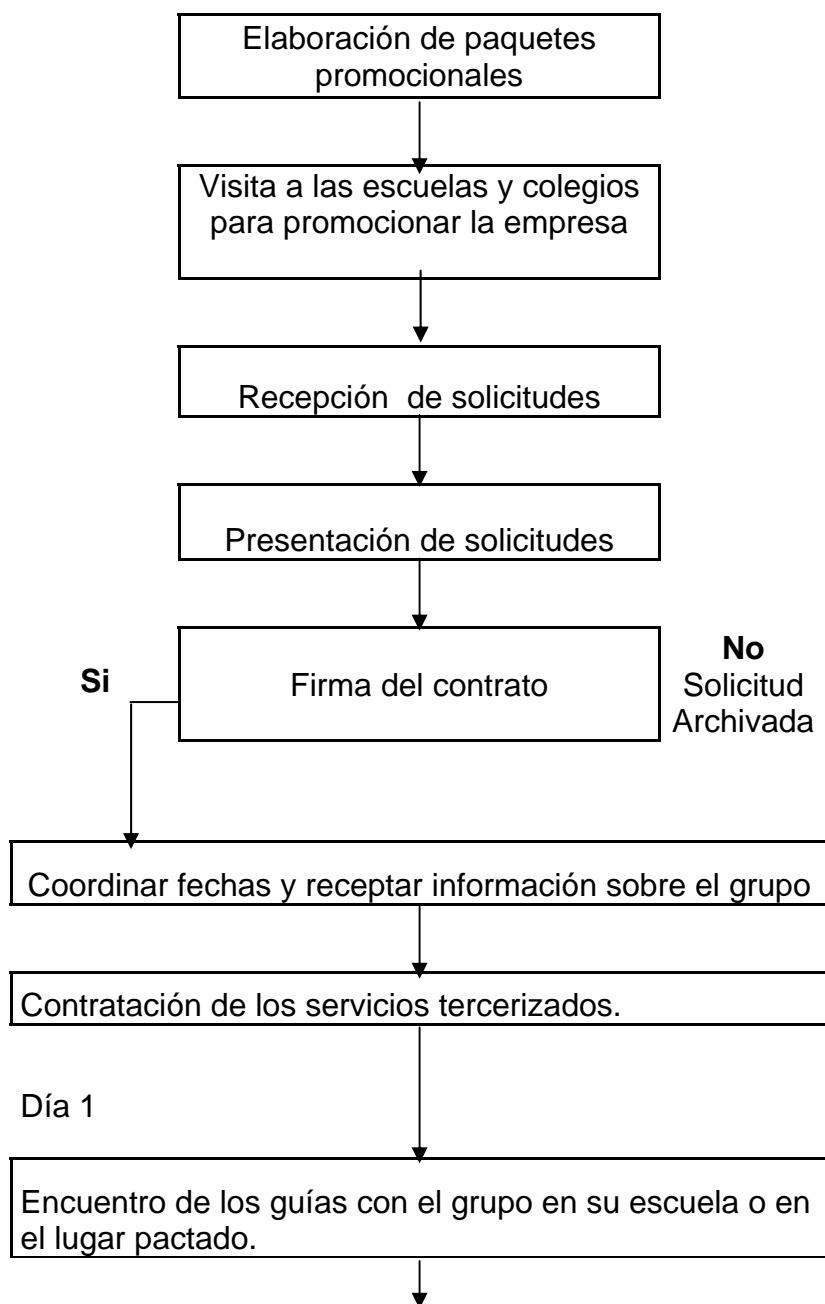 Elaboración de paquetes
promocionales
Visita a las escuelas y colegios
para promocionar la empresa
Recepción de solicitudes
Presentación de solicitudes
Si
Firma del contrato
No
Solicitud
Archivada
Coordinar fechas y receptar información sobre el grupo
Contratación de los servicios tercerizados.
Día 1
Encuentro de los guías con el grupo en su escuela o en
el lugar pactado.